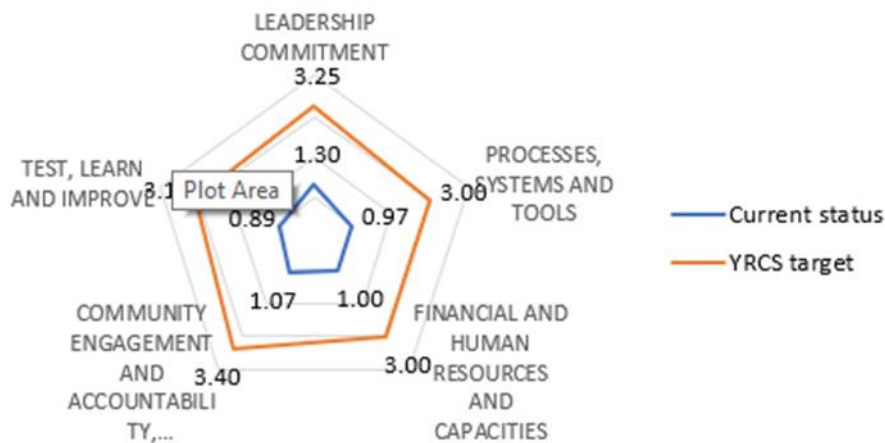 LEADERSHIP
COMMITMENT
3.25
1.30
TEST, LEARN
AND IMPROVE
3.1
Plot Area
0.89
0.97
3.00
PROCESSES,
SYSTEMS AND
TOOLS
Current status
YRCS target
COMMUNITY
ENGAGEMENT
AND
ACCOUNTABILI
TY,...
1.07
3.40
1.00
3.00
FINANCIAL AND
HUMAN
RESOURCES
AND
CAPACITIES